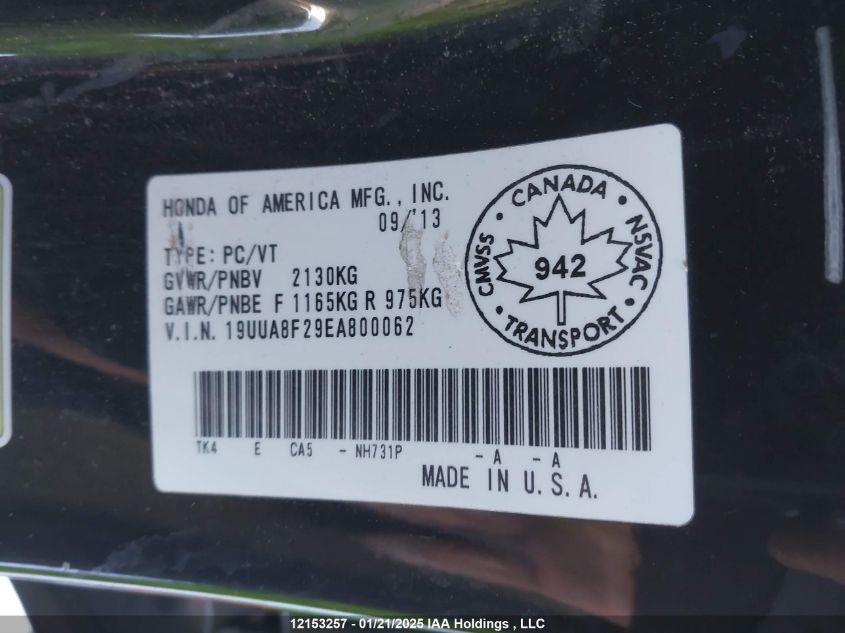 HONDA OF AMERICA MFG., INC.
09/'13
TYPE: PC/VT
GVWR/PNBV 2130KG
GAWR/PNBE F 1165KG R 975KG
V.I.N. 19UUA8F29EA800062
CANADA
CMVSS
NSVAC
942
TRANSPORT
TK4 E CA5 - NH731P - A - A
MADE IN U.S.A.
12153257 - 01/21/2025 IAA Holdings , LLC